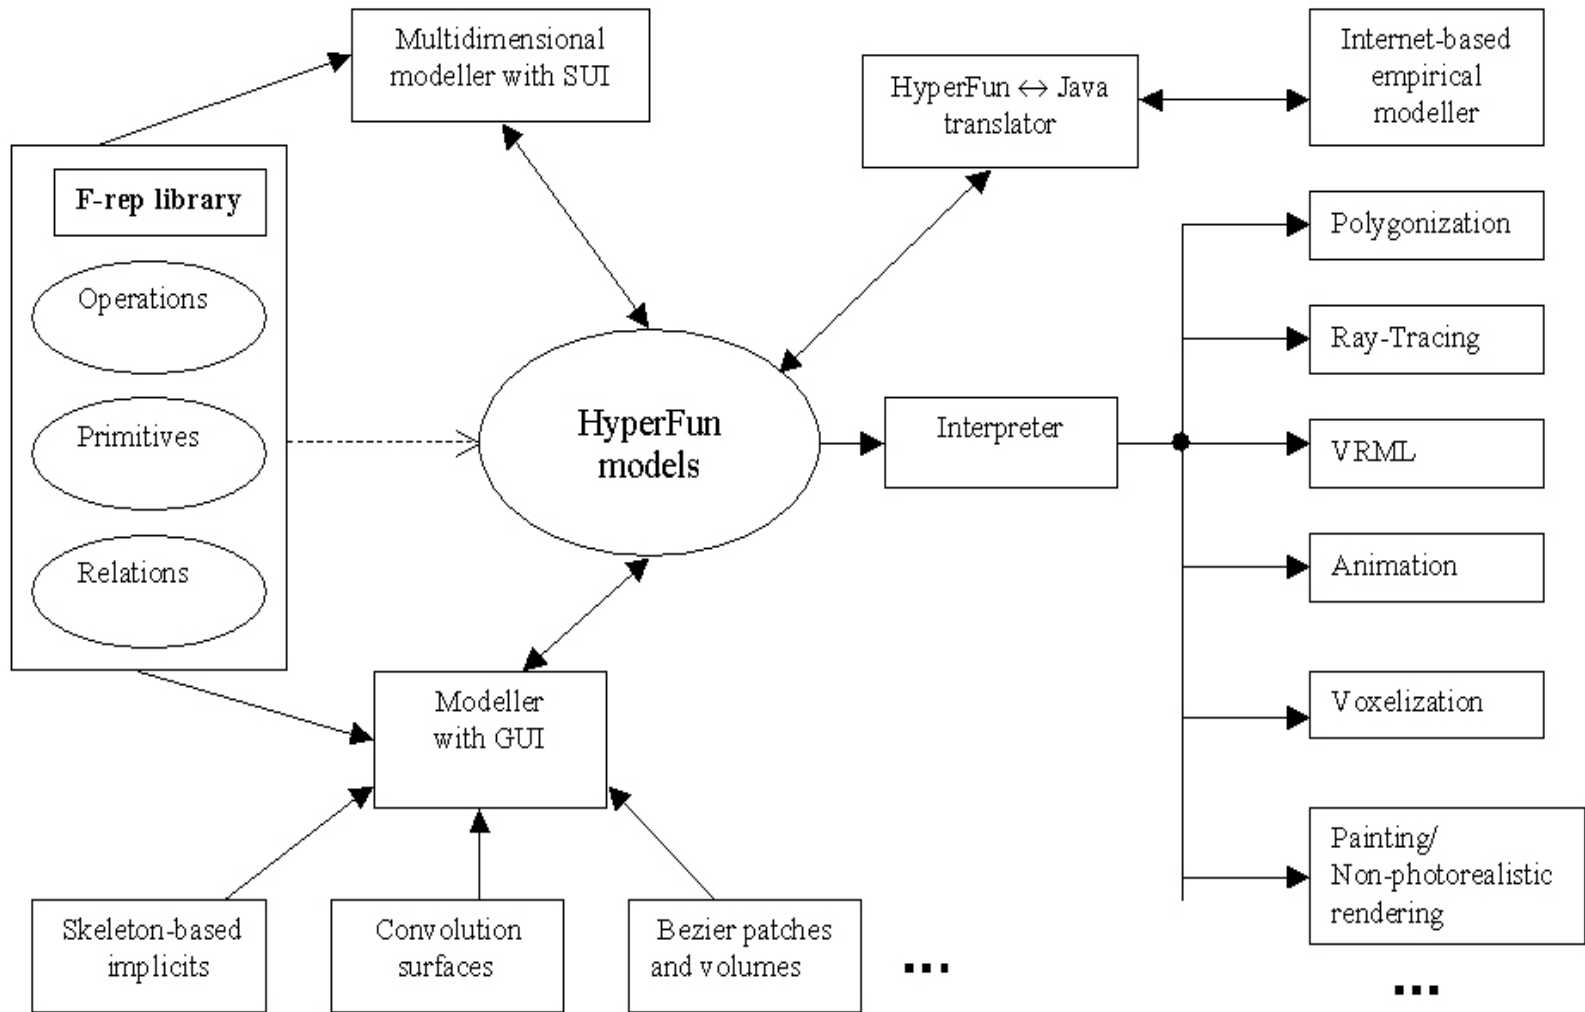 Multidimensional
modeller with SUI
HyperFun ↔ Java
translator
Internet-based
empirical
modeller
F-rep library
Operations
Primitives
Relations
HyperFun
models
Interpreter
Polygonization
Ray-Tracing
VRML
Animation
Voxelization
Painting/
Non-photorealistic
rendering
Modeller
with GUI
Skeleton-based
implicits
Convolution
surfaces
Bezier patches
and volumes
...
...